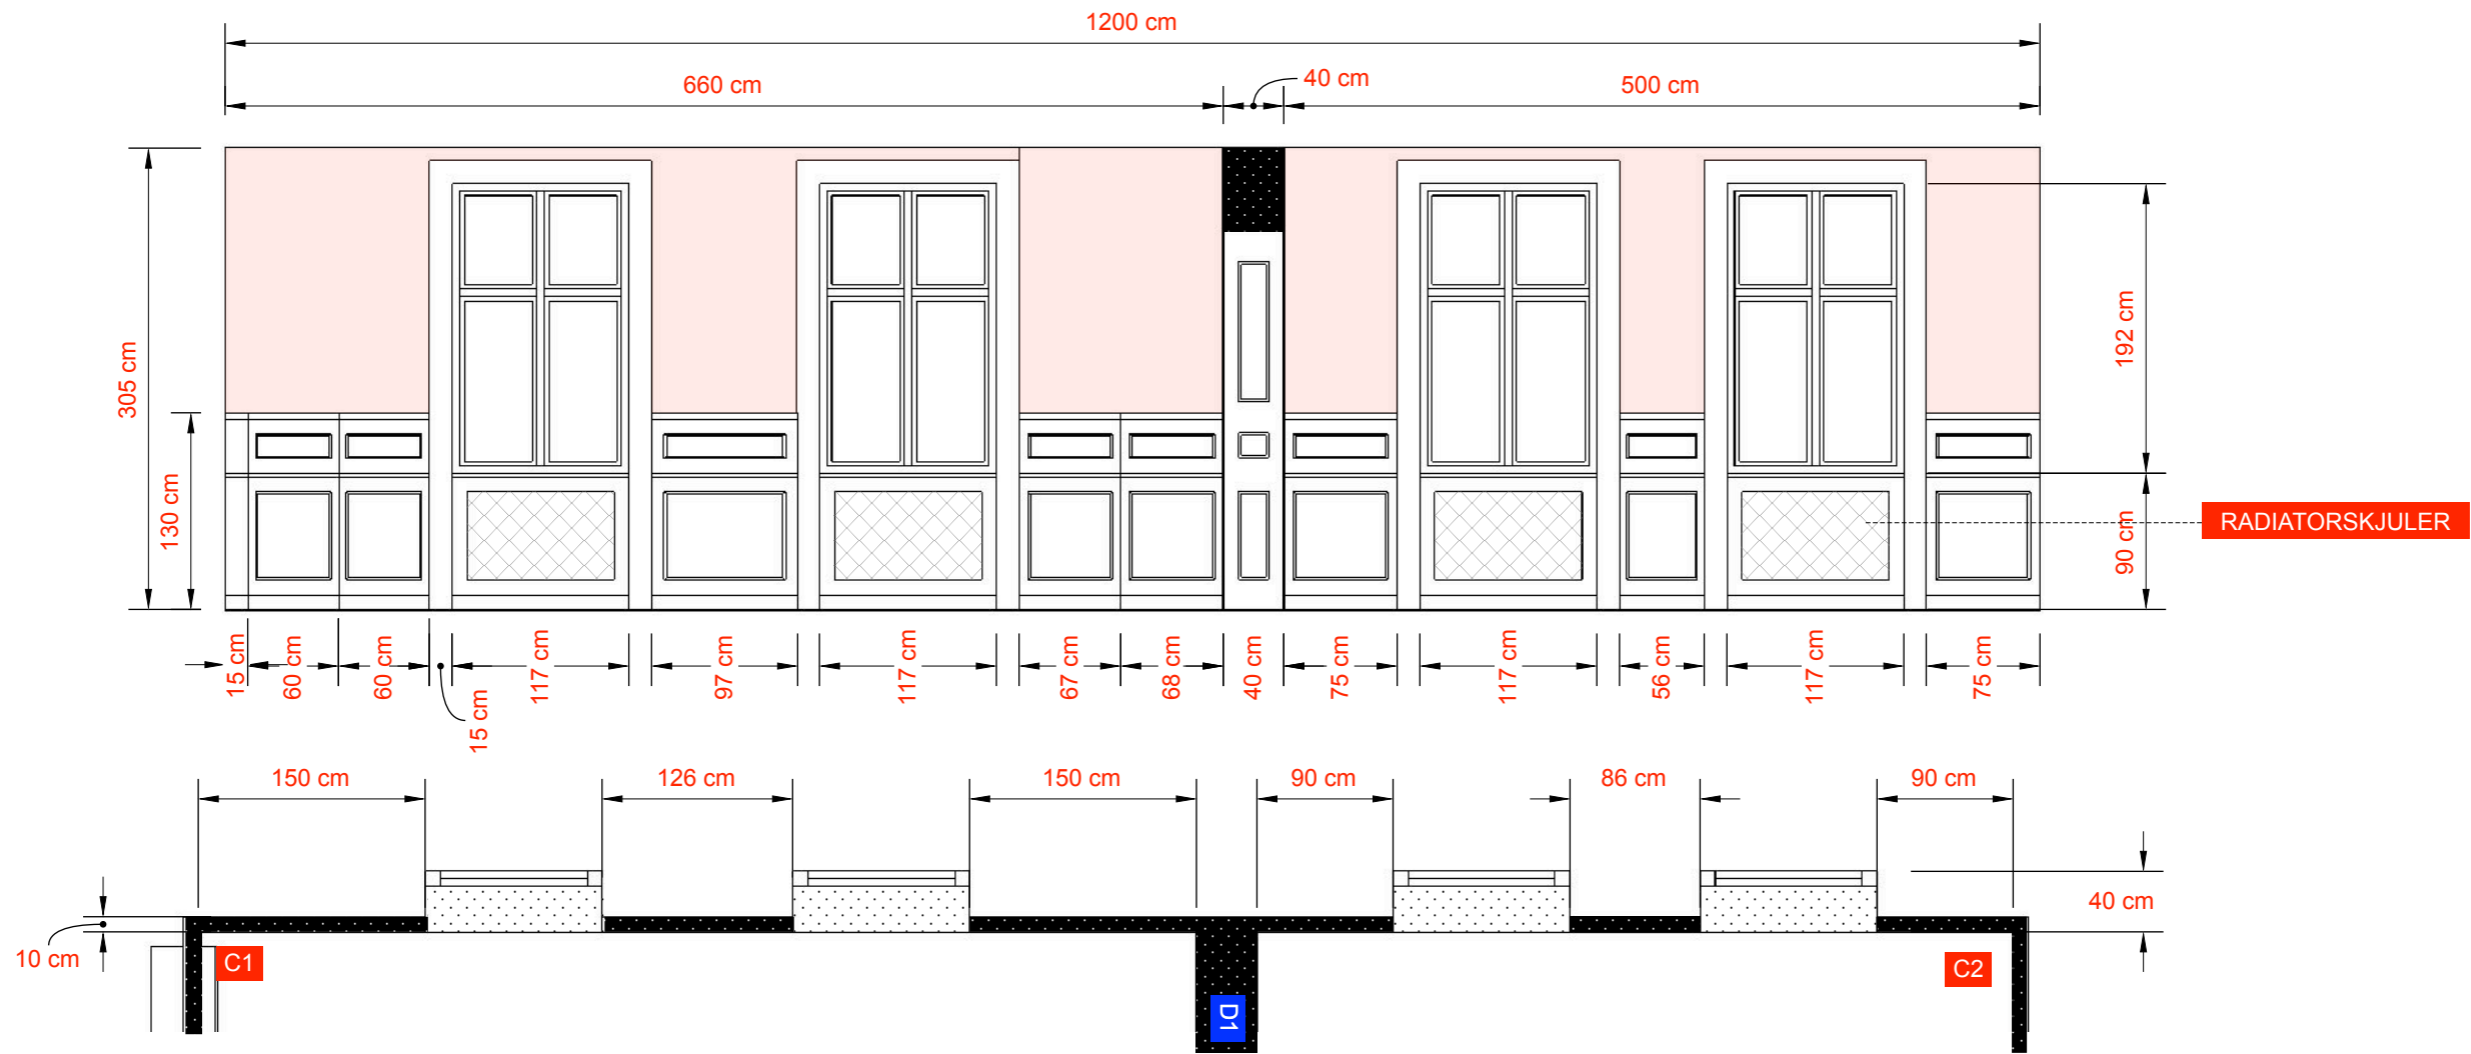 1200 cm
660 cm
40 cm
500 cm
305 cm
130 cm
192 cm
90 cm
RADIATORSKJULER
15 cm
60 cm
60 cm
15 cm
117 cm
97 cm
117 cm
67 cm
68 cm
40 cm
75 cm
117 cm
56 cm
117 cm
75 cm
150 cm
126 cm
150 cm
90 cm
86 cm
90 cm
40 cm
10 cm
C1
C2
D1